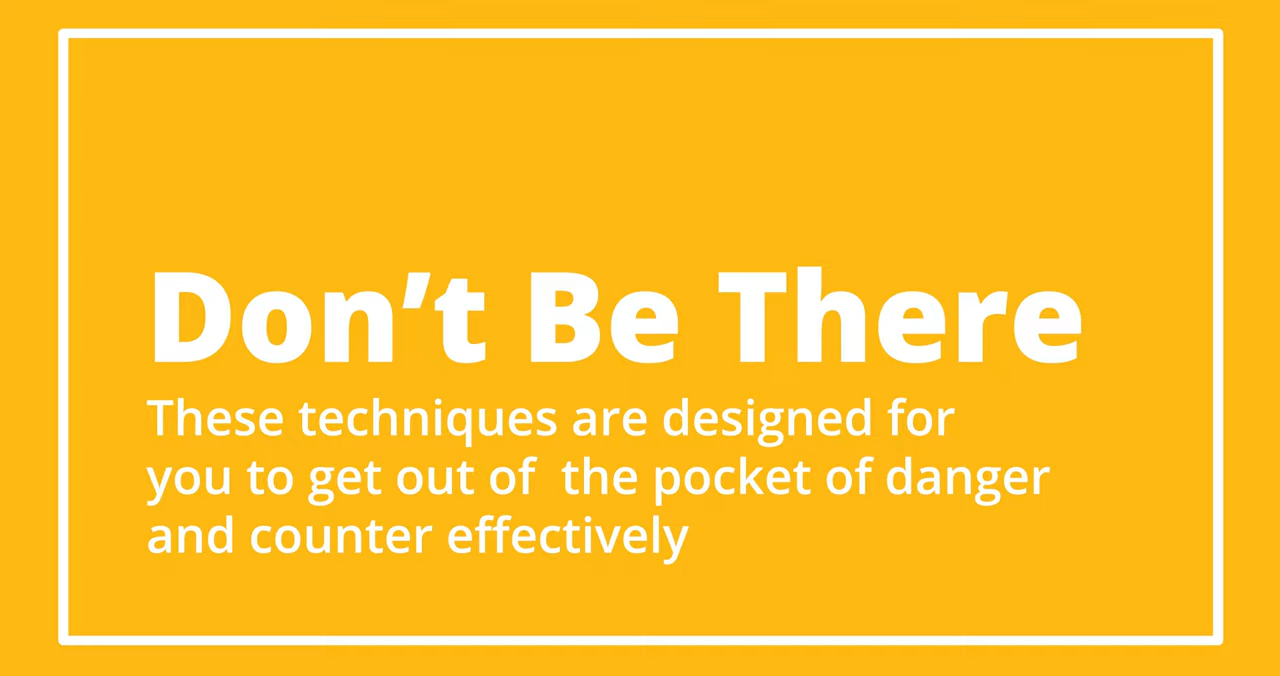 Don’t Be There
These techniques are designed for
you to get out of  the pocket of danger
and counter effectively